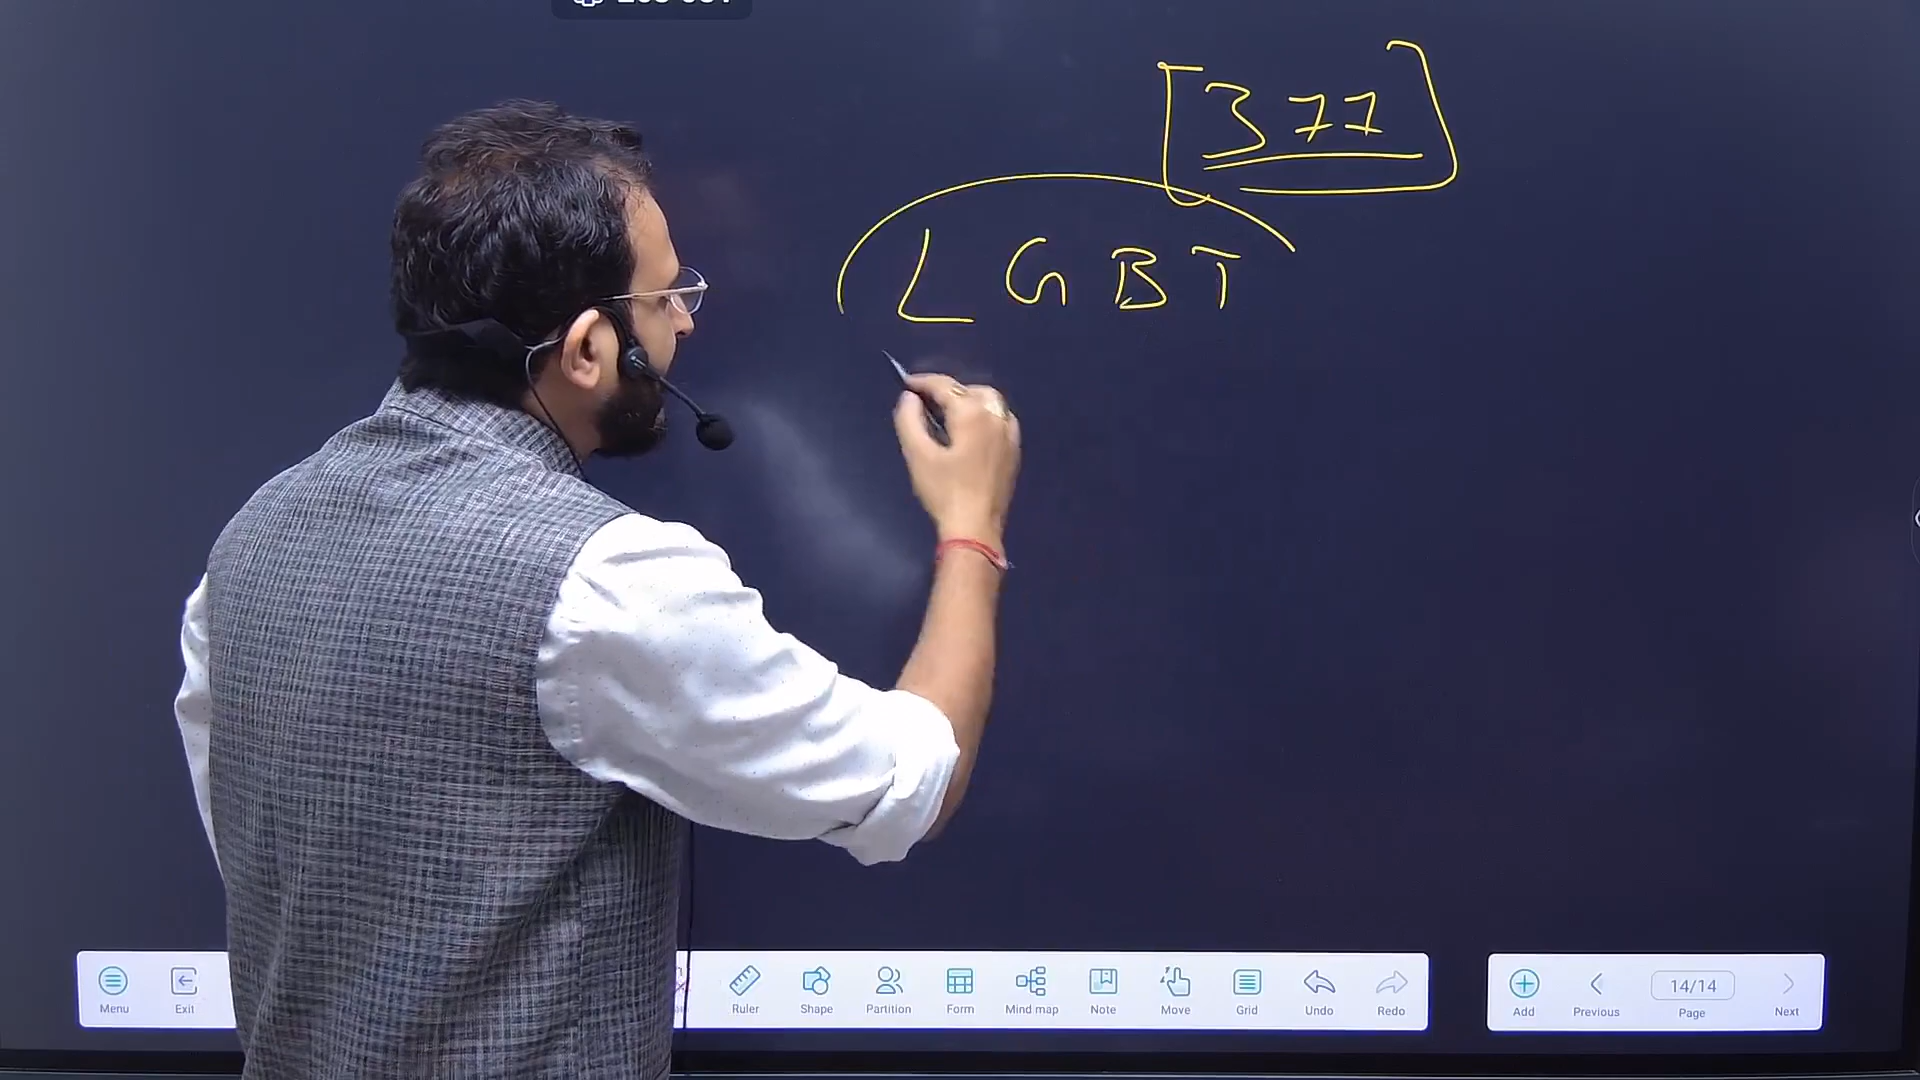 [377]
LGBT
Menu Exit Ruler Shape Partition Form Mind map Note Move Grid Undo Redo Add Previous 14/14 Page Next